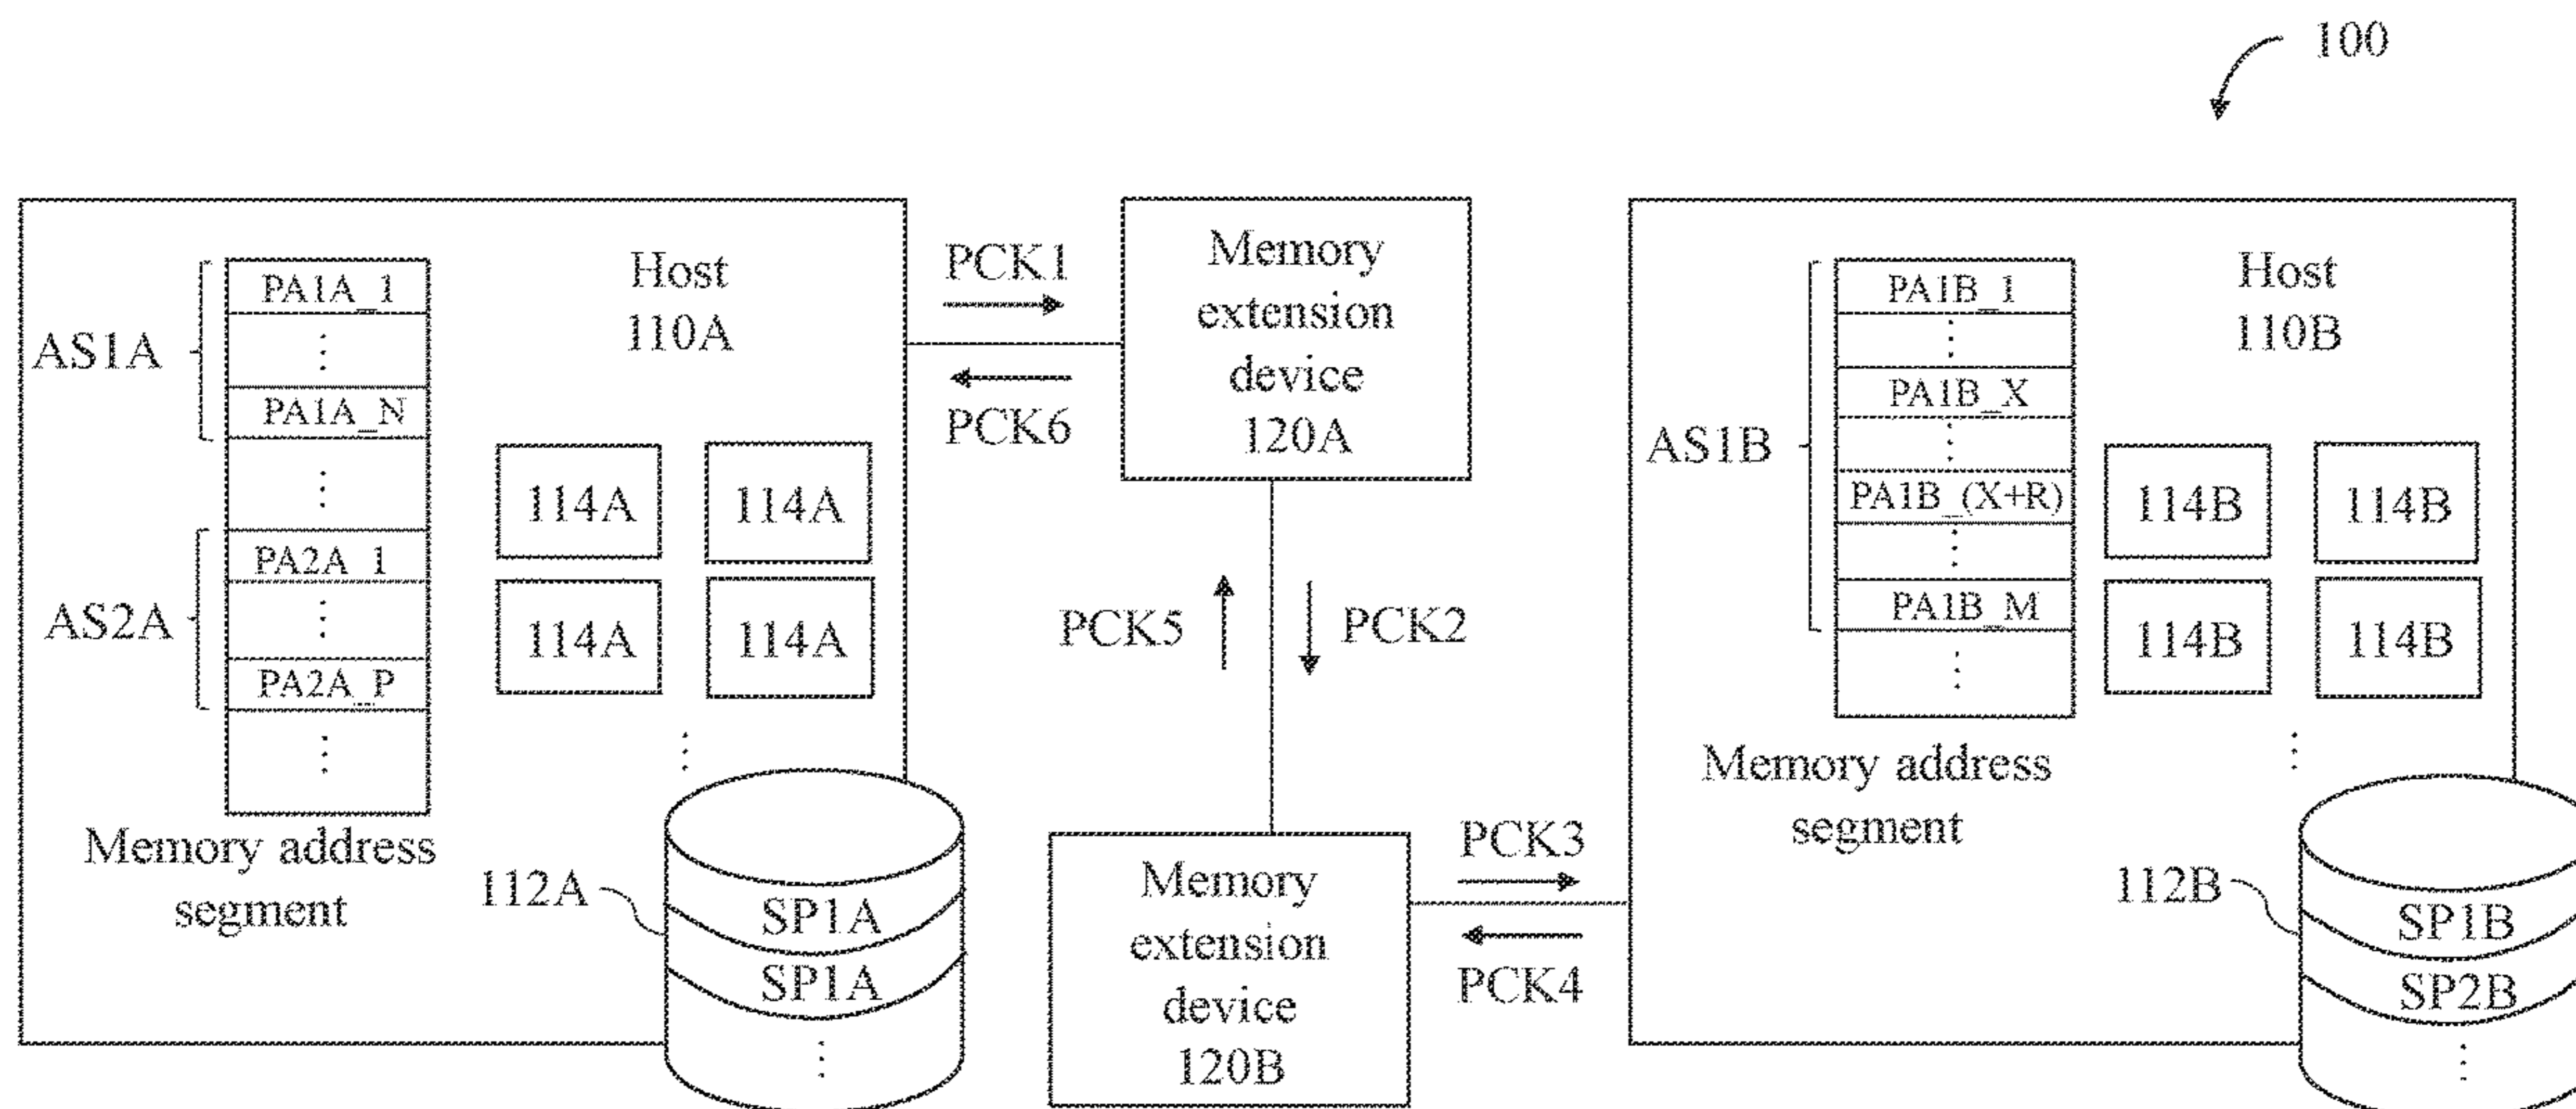 100
Host
110A
PA1A_1
⋮
PA1A_N
⋮
PA2A_1
⋮
PA2A_P
⋮
AS1A
AS2A
114A
114A
114A
114A
⋮
Memory address
segment
112A
SP1A
SP1A
⋮
PCK1
PCK6
Memory
extension
device
120A
PCK5
PCK2
Memory
extension
device
120B
PCK3
PCK4
Host
110B
PA1B_1
⋮
PA1B_X
⋮
PA1B_(X+R)
⋮
PA1B_M
⋮
AS1B
114B
114B
114B
114B
⋮
Memory address
segment
112B
SP1B
SP2B
⋮